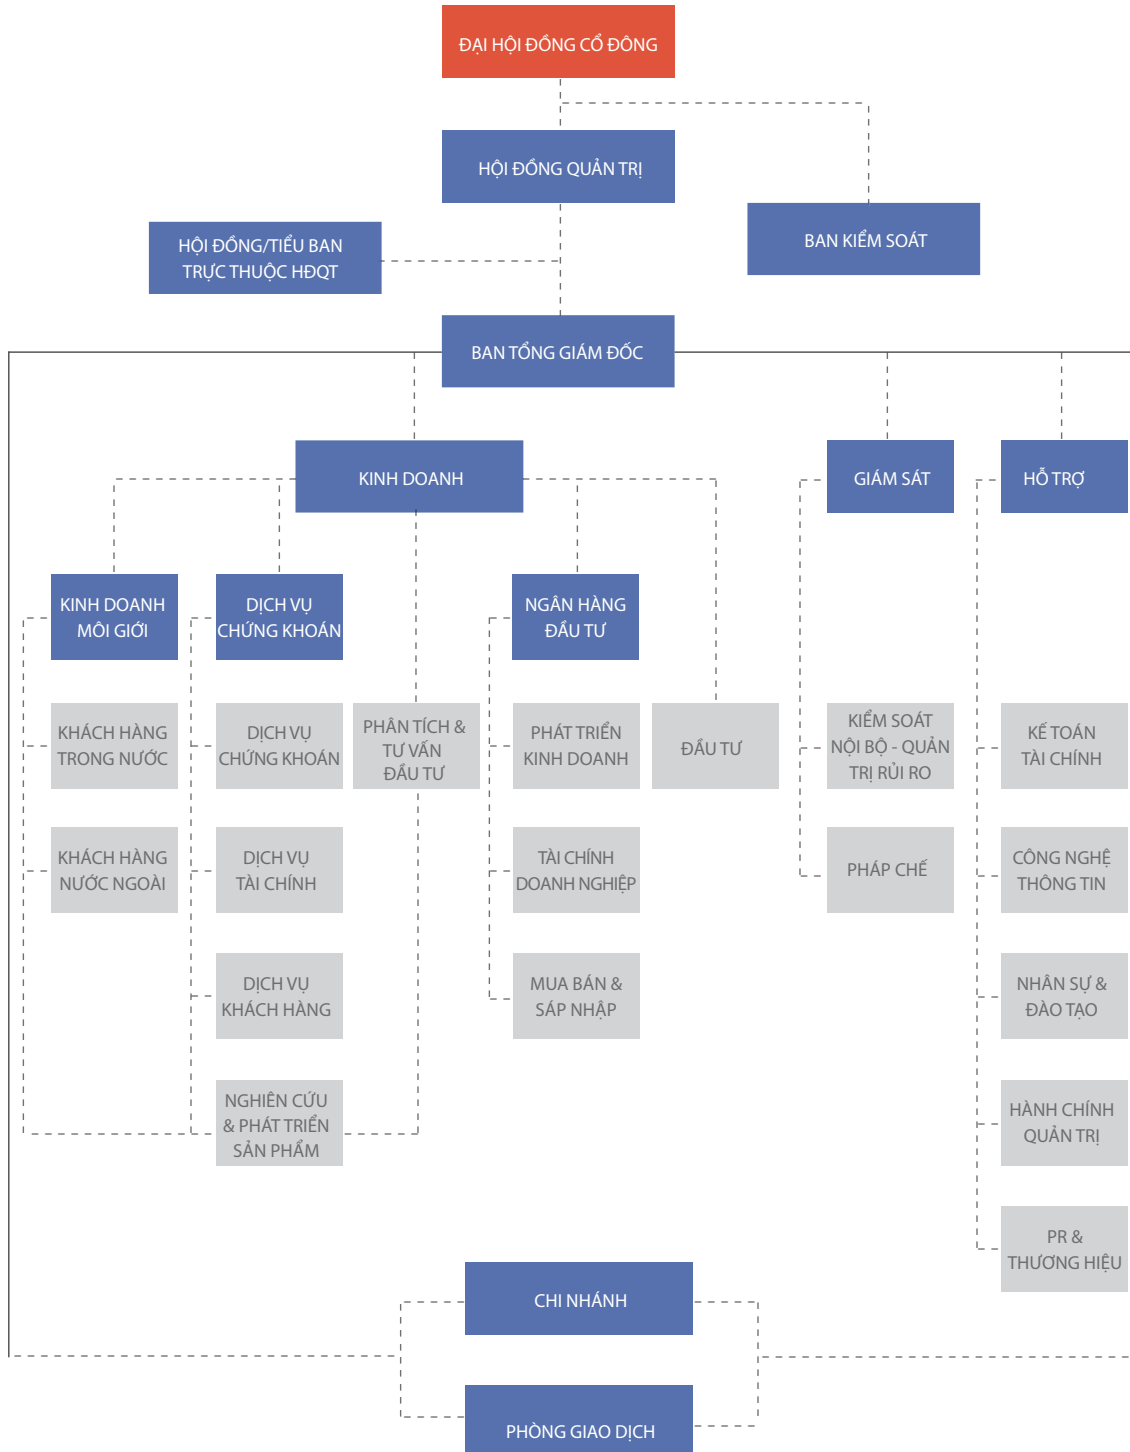 ĐẠI HỘI ĐỒNG CỔ ĐÔNG
HỘI ĐỒNG QUẢN TRỊ
BAN KIỂM SOÁT
HỘI ĐỒNG/TIỂU BAN
TRỰC THUỘC HĐQT
BAN TỔNG GIÁM ĐỐC
KINH DOANH
GIÁM SÁT
HỖ TRỢ
KINH DOANH
MÔI GIỚI
DỊCH VỤ
CHỨNG KHOÁN
NGÂN HÀNG
ĐẦU TƯ
KHÁCH HÀNG
TRONG NƯỚC
DỊCH VỤ
CHỨNG KHOÁN
PHÂN TÍCH &
TƯ VẤN
ĐẦU TƯ
PHÁT TRIỂN
KINH DOANH
ĐẦU TƯ
KIỂM SOÁT
NỘI BỘ - QUẢN
TRỊ RỦI RO
KẾ TOÁN
TÀI CHÍNH
KHÁCH HÀNG
NƯỚC NGOÀI
DỊCH VỤ
TÀI CHÍNH
TÀI CHÍNH
DOANH NGHIỆP
PHÁP CHẾ
CÔNG NGHỆ
THÔNG TIN
DỊCH VỤ
KHÁCH HÀNG
MUA BÁN &
SÁP NHẬP
NHÂN SỰ &
ĐÀO TẠO
NGHIÊN CỨU
& PHÁT TRIỂN
SẢN PHẨM
HÀNH CHÍNH
QUẢN TRỊ
PR &
THƯƠNG HIỆU
CHI NHÁNH
PHÒNG GIAO DỊCH